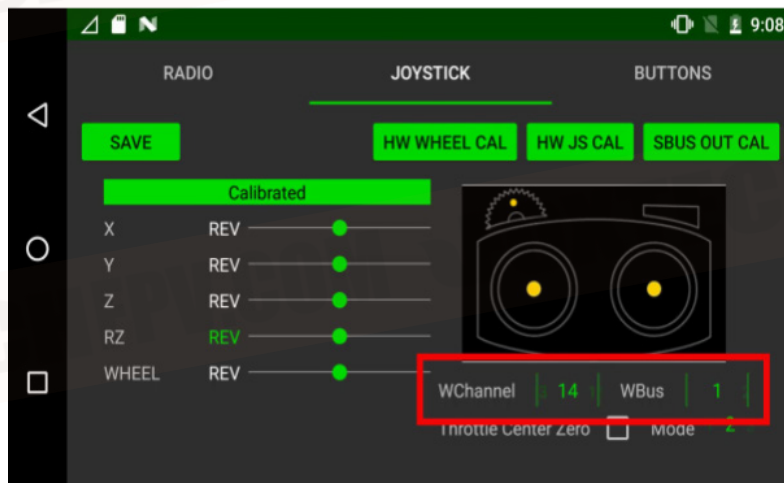 9:08
RADIO JOYSTICK BUTTONS
SAVE HW WHEEL CAL HW JS CAL SBUS OUT CAL
Calibrated
X REV
Y REV
Z REV
RZ REV
WHEEL REV
WChannel 14 WBus 1
Throttle Center Zero Mode 2